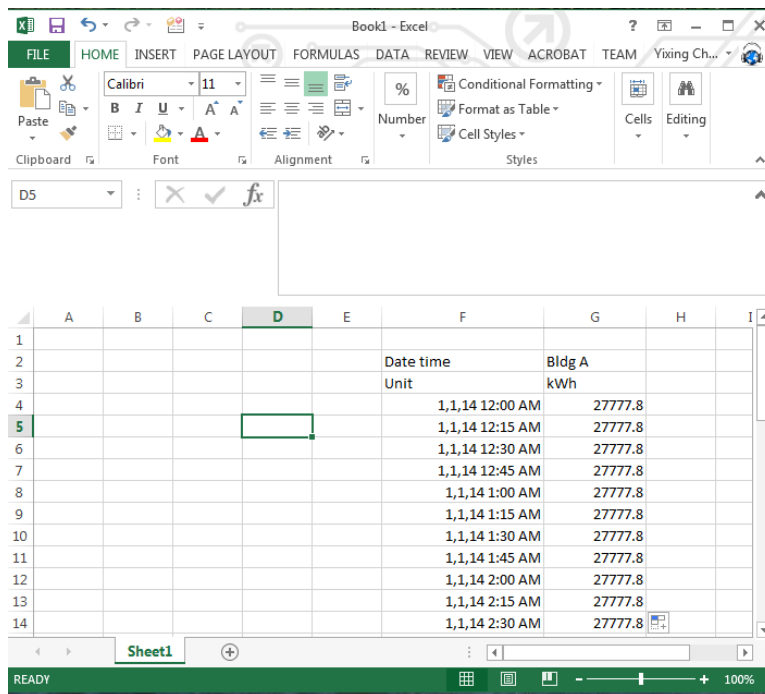 Book1 - Excel
?
FILE HOME INSERT PAGE LAYOUT FORMULAS DATA REVIEW VIEW ACROBAT TEAM Yixing Ch...
Calibri 11
Paste
B I U A A
A
%
Number
Conditional Formatting
Format as Table
Cell Styles
Cells
Editing
Clipboard Font Alignment Styles
D5 fx
A B C D E F G H I
1
2 Date time Bldg A
3 Unit kWh
4 1,1,14 12:00 AM 27777.8
5 1,1,14 12:15 AM 27777.8
6 1,1,14 12:30 AM 27777.8
7 1,1,14 12:45 AM 27777.8
8 1,1,14 1:00 AM 27777.8
9 1,1,14 1:15 AM 27777.8
10 1,1,14 1:30 AM 27777.8
11 1,1,14 1:45 AM 27777.8
12 1,1,14 2:00 AM 27777.8
13 1,1,14 2:15 AM 27777.8
14 1,1,14 2:30 AM 27777.8
Sheet1
READY 100%